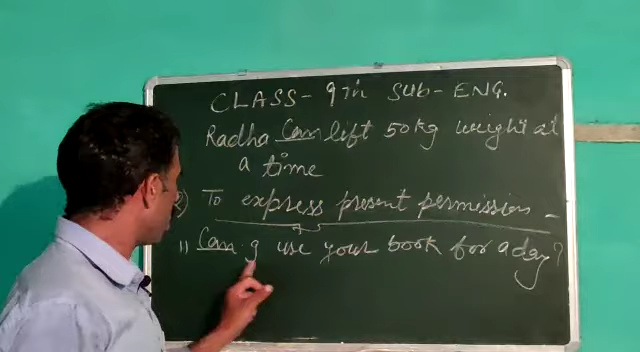 CLASS- 9th SUB- ENG.
Radha Can lift 50kg weight at
a time
2) To express present permission -
1) Can I use your book for a day?